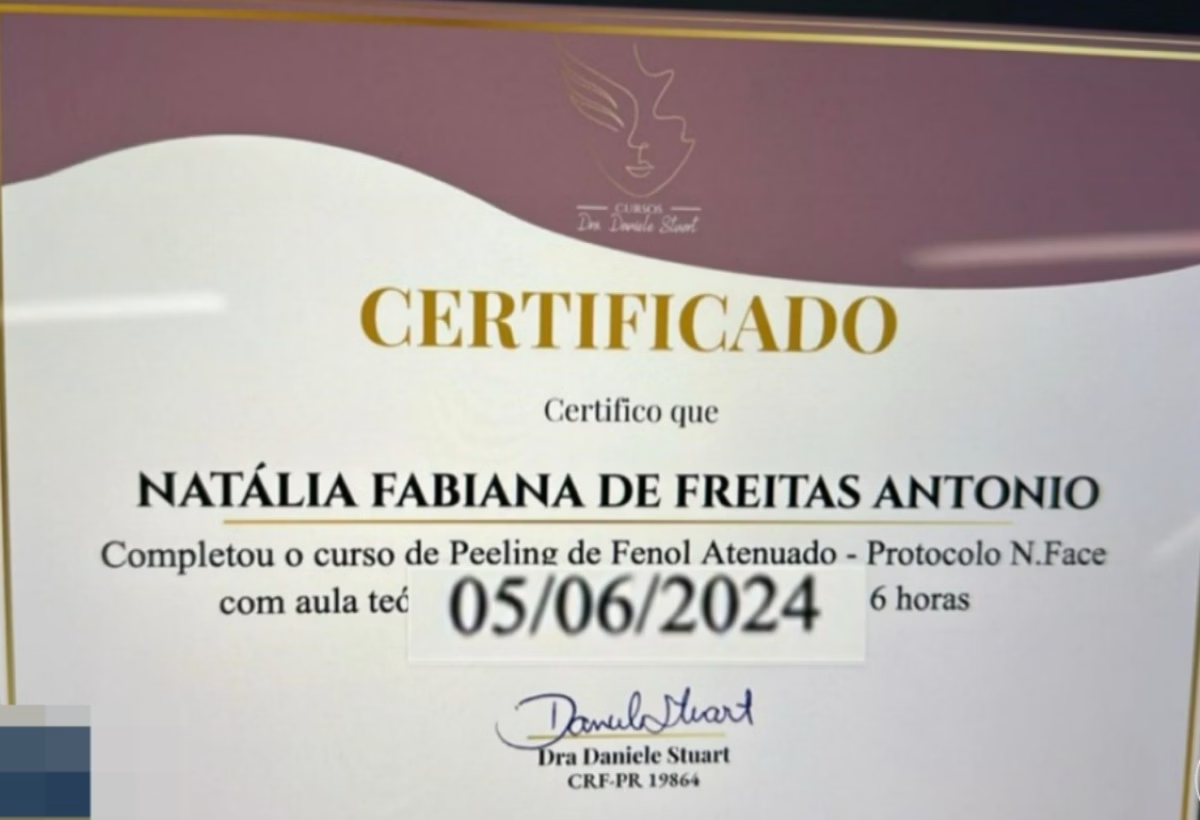 CURSOS
Dra. Daniele Stuart
CERTIFICADO
Certifico que
NATÁLIA FABIANA DE FREITAS ANTONIO
Completou o curso de Peeling de Fenol Atenuado - Protocolo N.Face
com aula teó 05/06/2024 6 horas
Daniele Stuart
Dra Daniele Stuart
CRF-PR 19864